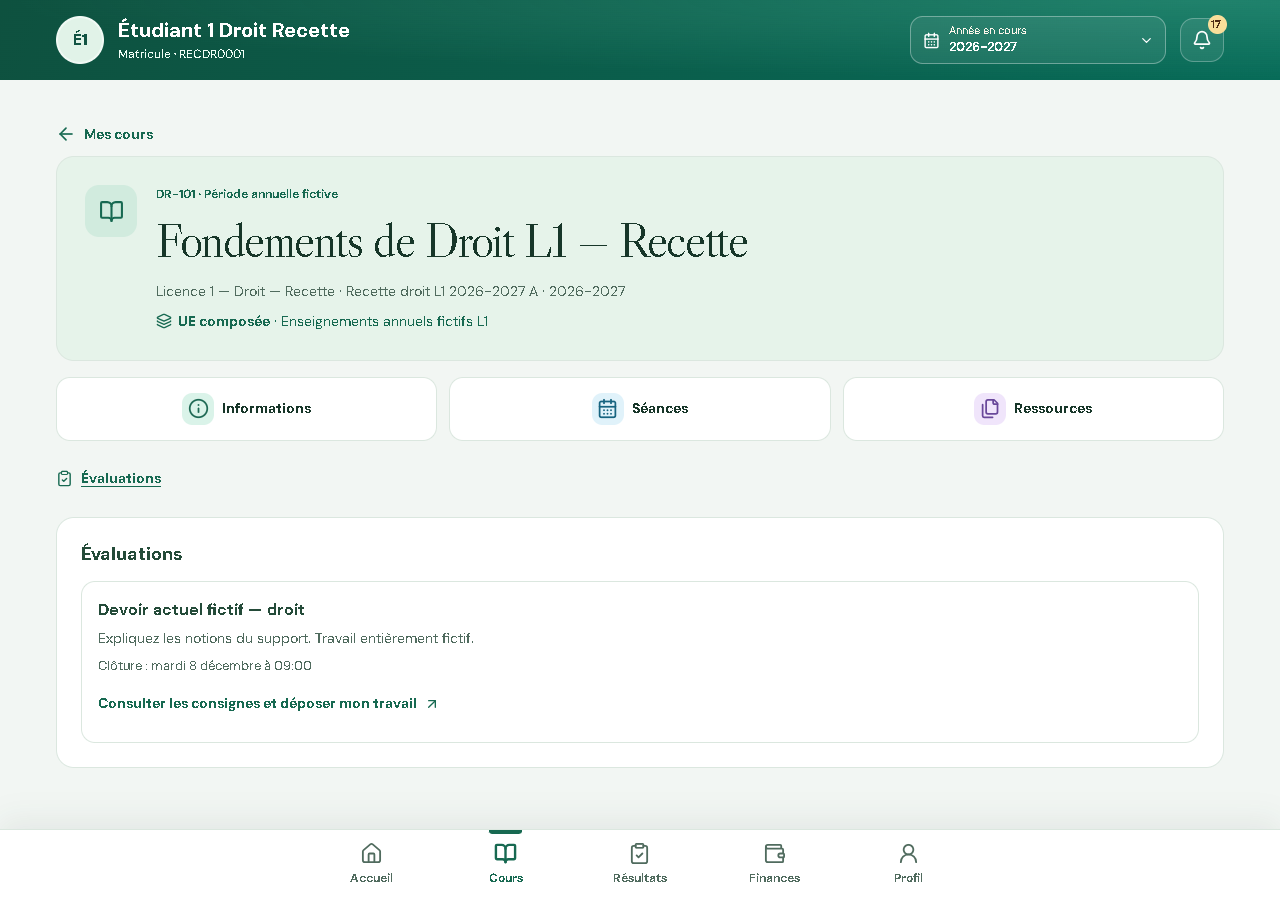 É1
Étudiant 1 Droit Recette
Matricule · RECDR0001
Année en cours
2026-2027
17
Mes cours
DR-101 · Période annuelle fictive
Fondements de Droit L1 — Recette
Licence 1 — Droit — Recette · Recette droit L1 2026-2027 A · 2026-2027
UE composée · Enseignements annuels fictifs L1
Informations
Séances
Ressources
Évaluations
Évaluations
Devoir actuel fictif — droit
Expliquez les notions du support. Travail entièrement fictif.
Clôture : mardi 8 décembre à 09:00
Consulter les consignes et déposer mon travail
Accueil
Cours
Résultats
Finances
Profil